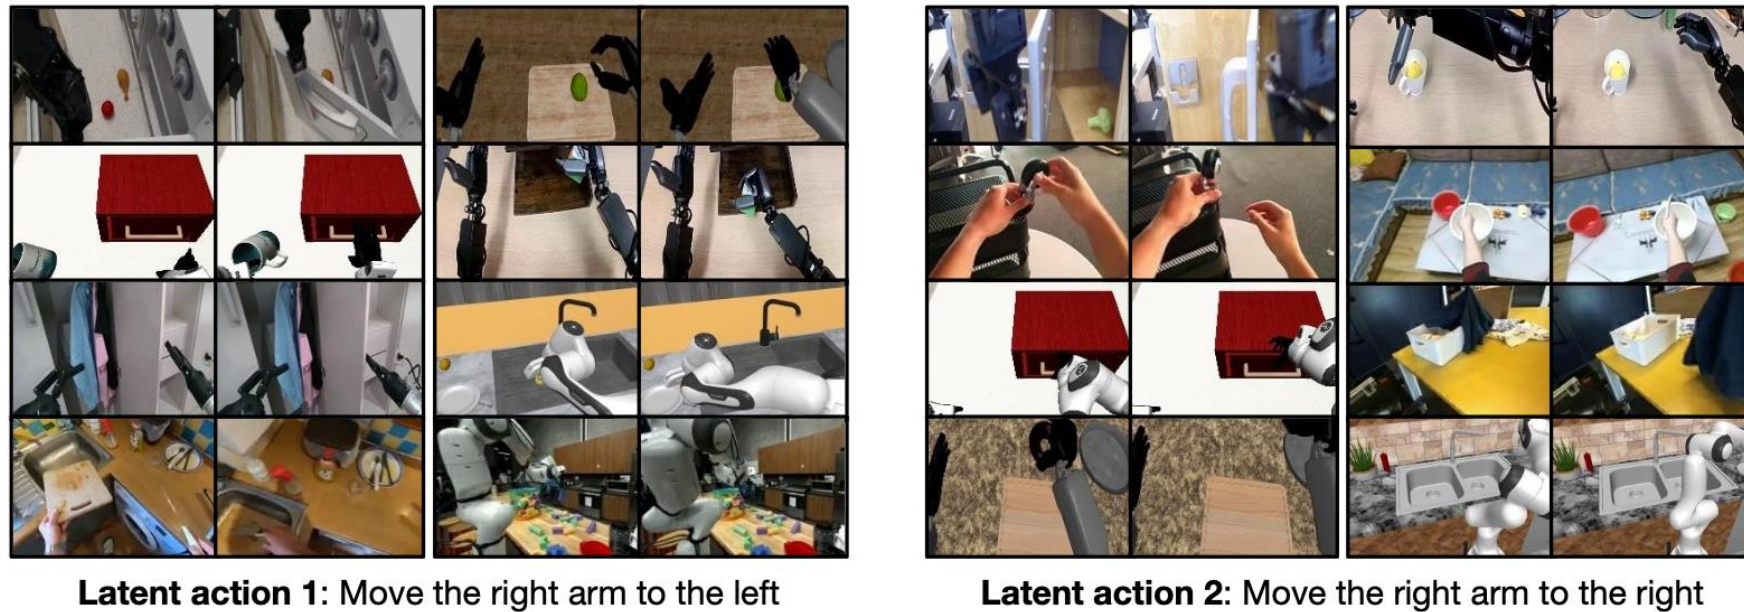 Latent action 1: Move the right arm to the left
Latent action 2: Move the right arm to the right